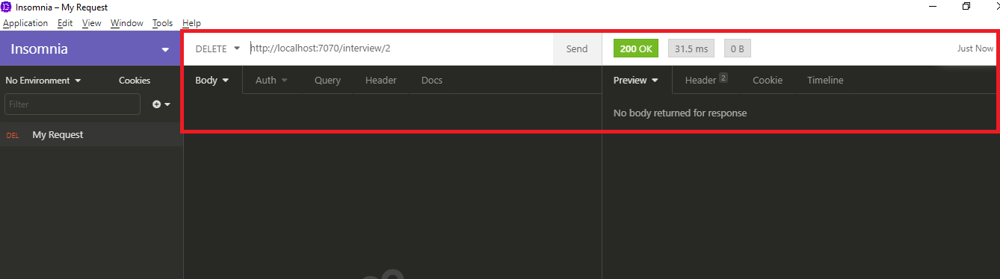 Insomnia – My Request
Application Edit View Window Tools Help
Insomnia
DELETE http://localhost:7070/interview/2 Send
200 OK 31.5 ms 0 B Just Now
No Environment Cookies
Body Auth Query Header Docs
Preview Header 2 Cookie Timeline
Filter
No body returned for response
DEL My Request